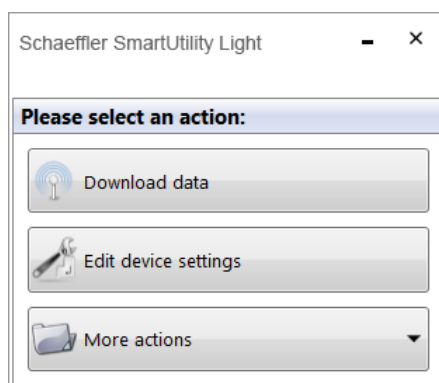 Schaeffler SmartUtility Light
Please select an action:
Download data
Edit device settings
More actions